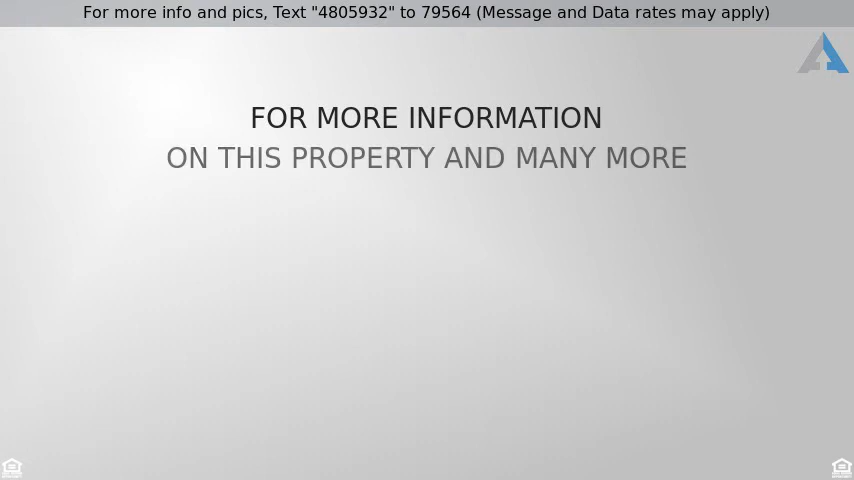 For more info and pics, Text "4805932" to 79564 (Message and Data rates may apply)
FOR MORE INFORMATION
ON THIS PROPERTY AND MANY MORE